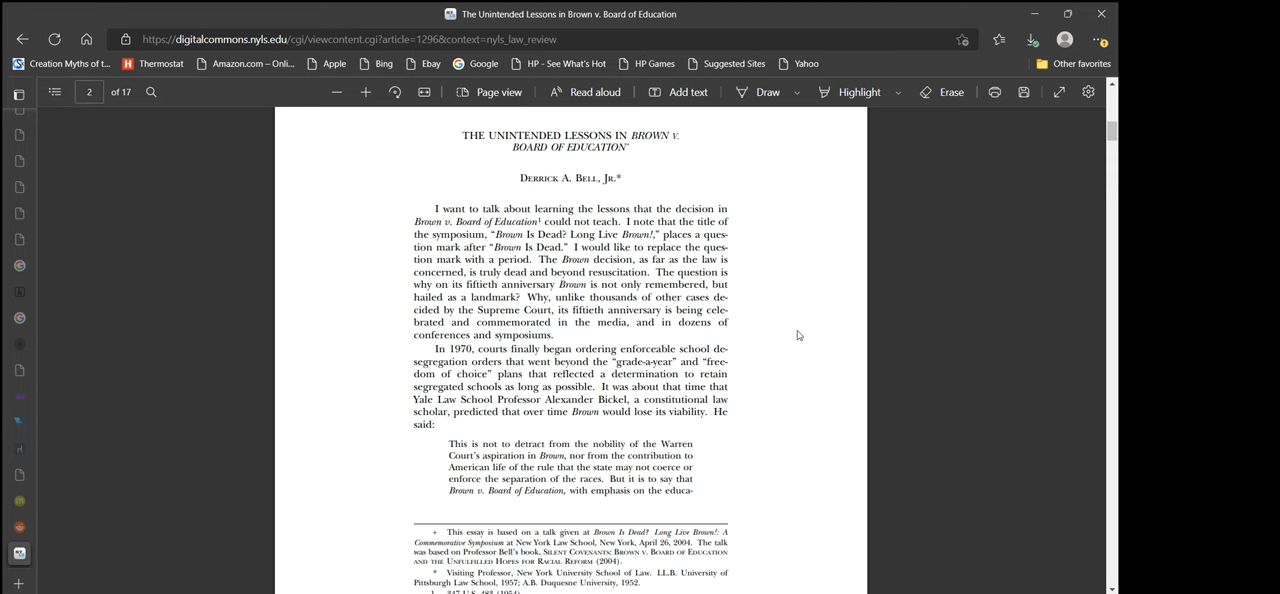 The Unintended Lessons in Brown v. Board of Education
https://digitalcommons.nyls.edu/cgi/viewcontent.cgi?article=1296&context=nyls_law_review
Creation Myths of t... Thermostat Amazon.com – Onli... Apple Bing Ebay Google HP - See What's Hot HP Games Suggested Sites Yahoo Other favorites
2 of 17 Page view Read aloud Add text Draw Highlight Erase
THE UNINTENDED LESSONS IN BROWN V.
BOARD OF EDUCATION+
DERRICK A. BELL, JR.*
I want to talk about learning the lessons that the decision in
Brown v. Board of Education1 could not teach. I note that the title of
the symposium, “Brown Is Dead? Long Live Brown!,” places a ques-
tion mark after “Brown Is Dead.” I would like to replace the ques-
tion mark with a period. The Brown decision, as far as the law is
concerned, is truly dead and beyond resuscitation. The question is
why on its fiftieth anniversary Brown is not only remembered, but
hailed as a landmark? Why, unlike thousands of other cases de-
cided by the Supreme Court, its fiftieth anniversary is being cele-
brated and commemorated in the media, and in dozens of
conferences and symposiums.
In 1970, courts finally began ordering enforceable school de-
segregation orders that went beyond the “grade-a-year” and “free-
dom of choice” plans that reflected a determination to retain
segregated schools as long as possible. It was about that time that
Yale Law School Professor Alexander Bickel, a constitutional law
scholar, predicted that over time Brown would lose its viability. He
said:
This is not to detract from the nobility of the Warren
Court's aspiration in Brown, nor from the contribution to
American life of the rule that the state may not coerce or
enforce the separation of the races. But it is to say that
Brown v. Board of Education, with emphasis on the educa-
+ This essay is based on a talk given at Brown Is Dead? Long Live Brown!: A
Commemorative Symposium at New York Law School, New York, April 26, 2004. The talk
was based on Professor Bell's book, SILENT COVENANTS: BROWN V. BOARD OF EDUCATION
AND THE UNFULFILLED HOPES FOR RACIAL REFORM (2004).
* Visiting Professor, New York University School of Law. LL.B. University of
Pittsburgh Law School, 1957; A.B. Duquesne University, 1952.
1. 347 U.S. 483 (1954).